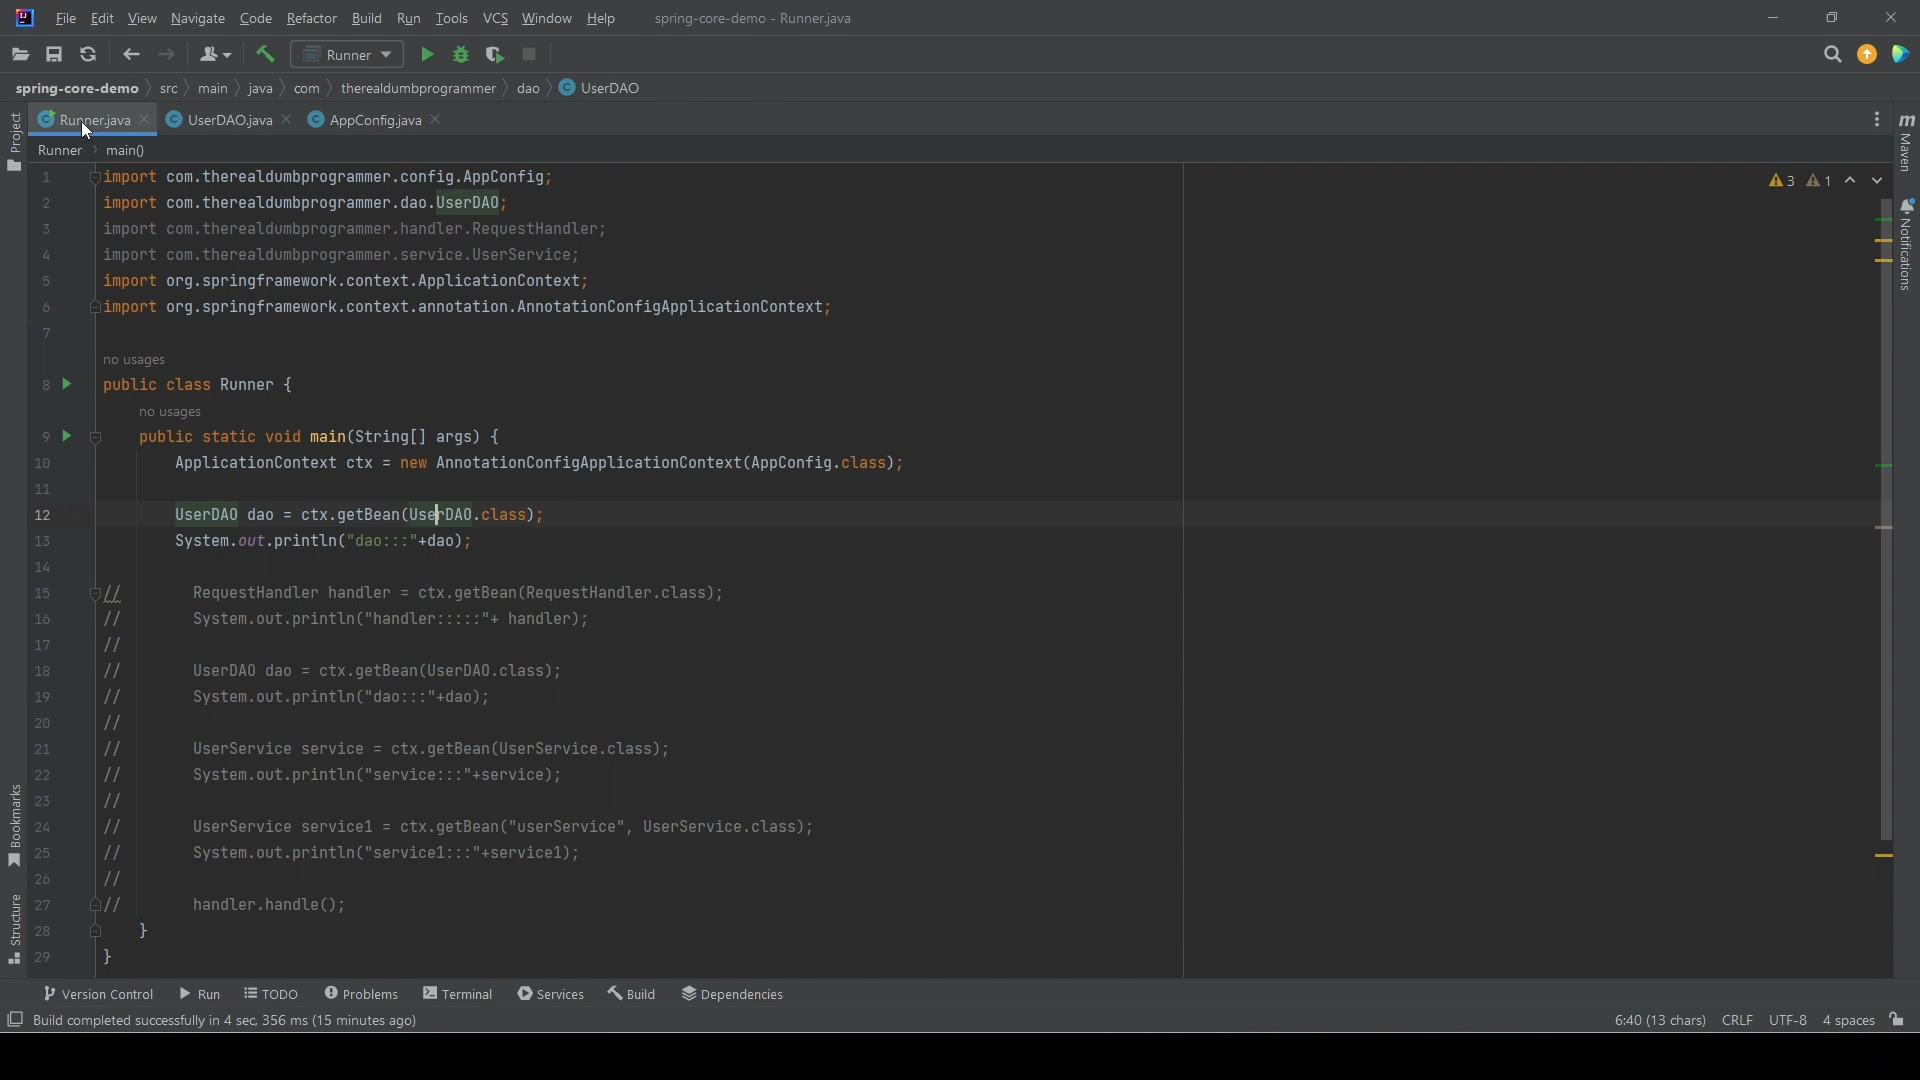 File Edit View Navigate Code Refactor Build Run Tools VCS Window Help spring-core-demo - Runner.java
Runner
spring-core-demo src main java com therealdumbprogrammer dao UserDAO
Runner.java UserDAO.java AppConfig.java
Runner main()
1 import com.therealdumbprogrammer.config.AppConfig;
2 import com.therealdumbprogrammer.dao.UserDAO;
3 import com.therealdumbprogrammer.handler.RequestHandler;
4 import com.therealdumbprogrammer.service.UserService;
5 import org.springframework.context.ApplicationContext;
6 import org.springframework.context.annotation.AnnotationConfigApplicationContext;
7
no usages
8 public class Runner {
no usages
9 public static void main(String[] args) {
10 ApplicationContext ctx = new AnnotationConfigApplicationContext(AppConfig.class);
11
12 UserDAO dao = ctx.getBean(UserDAO.class);
13 System.out.println("dao:::"+dao);
14
15 // RequestHandler handler = ctx.getBean(RequestHandler.class);
16 // System.out.println("handler:::::"+ handler);
17 //
18 // UserDAO dao = ctx.getBean(UserDAO.class);
19 // System.out.println("dao:::"+dao);
20 //
21 // UserService service = ctx.getBean(UserService.class);
22 // System.out.println("service:::"+service);
23 //
24 // UserService service1 = ctx.getBean("userService", UserService.class);
25 // System.out.println("service1:::"+service1);
26 //
27 // handler.handle();
28 }
29 }
3 1
Project
Bookmarks
Structure
m Maven
Notifications
Version Control Run TODO Problems Terminal Services Build Dependencies
Build completed successfully in 4 sec, 356 ms (15 minutes ago) 6:40 (13 chars) CRLF UTF-8 4 spaces